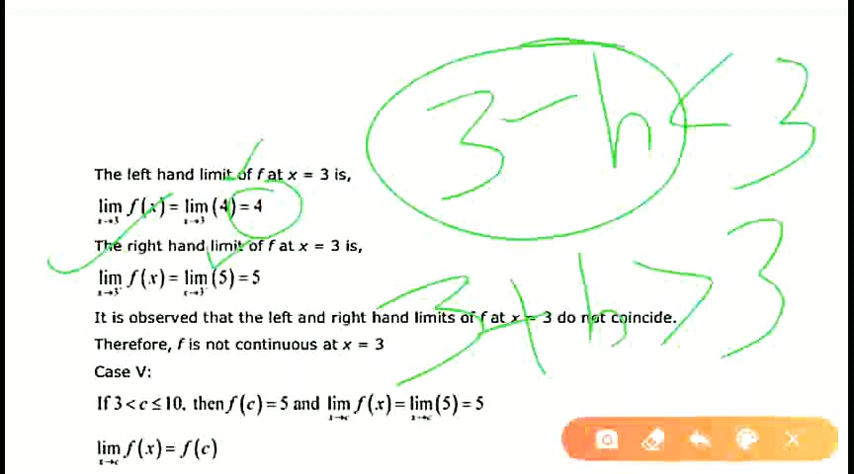 3 - h < 3
The left hand limit of f at x = 3 is,
lim x→3 f(x) = lim x→3 (4) = 4
The right hand limit of f at x = 3 is,
3 + h > 3
lim x→3 f(x) = lim x→3 (5) = 5
It is observed that the left and right hand limits of f at x = 3 do not coincide.
Therefore, f is not continuous at x = 3
Case V:
If 3 < c ≤ 10, then f(c) = 5 and lim x→c f(x) = lim x→c (5) = 5
lim x→c f(x) = f(c)